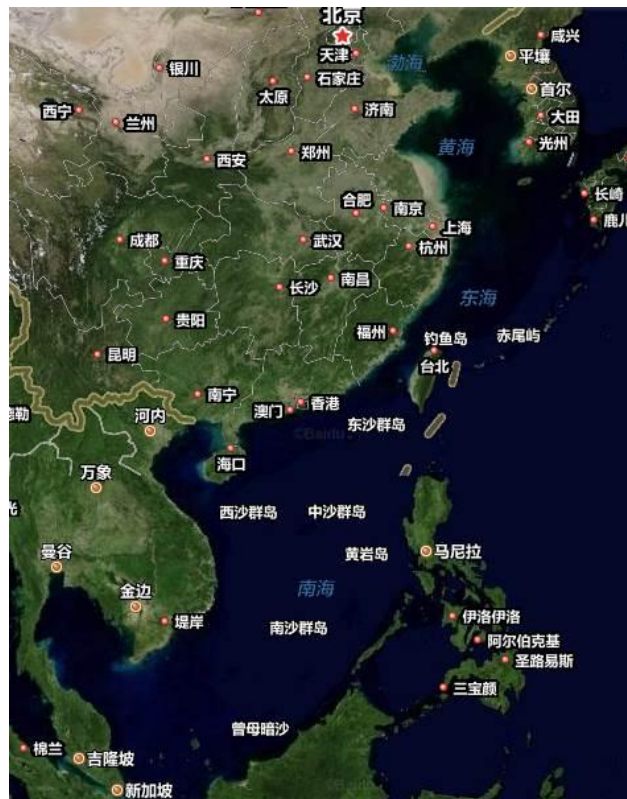 北京
咸兴
天津
渤海
平壤
银川
石家庄
首尔
太原
西宁
济南
大田
兰州
光州
黄海
郑州
西安
长崎
合肥
南京
上海
成都
武汉
杭州
重庆
南昌
长沙
东海
贵阳
福州
钓鱼岛
赤尾屿
昆明
台北
南宁
香港
澳门
德勒
河内
东沙群岛
©Baidu
海口
万象
西沙群岛
中沙群岛
曼谷
黄岩岛
马尼拉
南海
金边
堤岸
伊洛伊洛
南沙群岛
阿尔伯克基
圣路易斯
三宝颜
曾母暗沙
棉兰
吉隆坡
新加坡